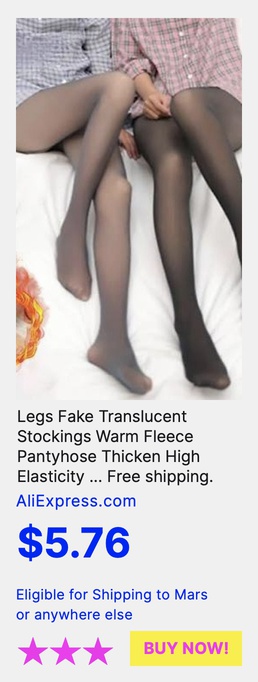 Legs Fake Translucent
Stockings Warm Fleece
Pantyhose Thicken High
Elasticity ... Free shipping.
AliExpress.com
$5.76
Eligible for Shipping to Mars
or anywhere else
BUY NOW!